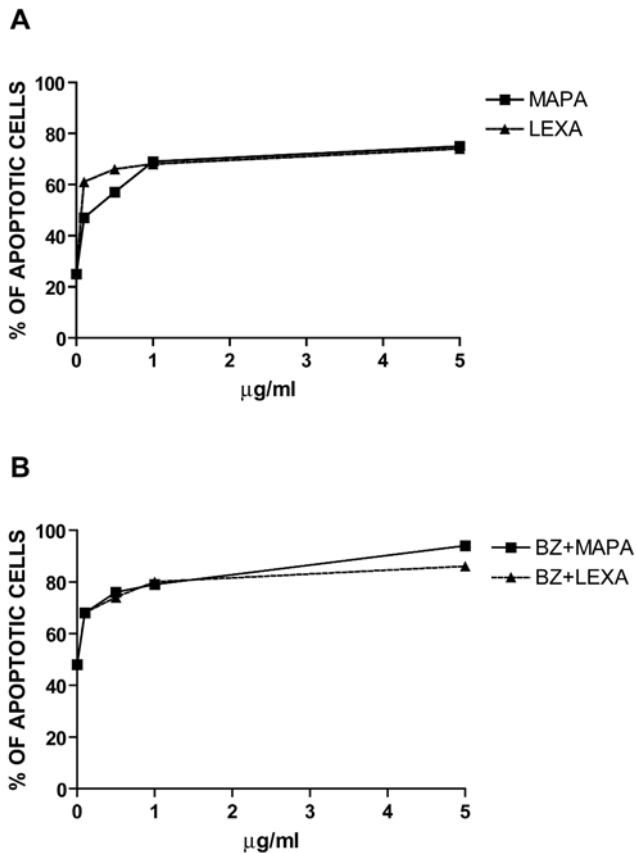 A
% OF APOPTOTIC CELLS
100
80
60
40
20
0
0 1 2 3 4 5
μg/ml
MAPA
LEXA
B
% OF APOPTOTIC CELLS
100
80
60
40
20
0
0 1 2 3 4 5
μg/ml
BZ+MAPA
BZ+LEXA